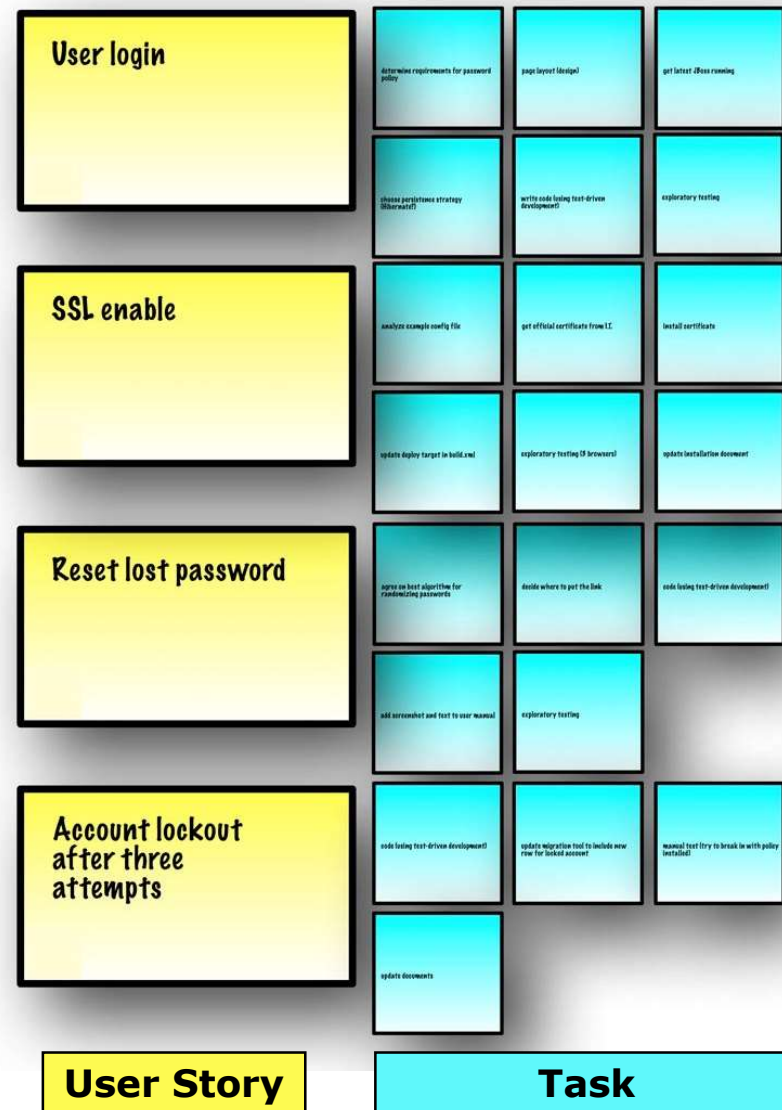 User login
determine requirements for password
policy
page layout (design)
get latest JBoss running
choose persistence strategy
(Hibernate?)
write code (using test-driven
development)
exploratory testing
SSL enable
analyze example config file
get official certificate from I.T.
install certificate
update deploy target in build.xml
exploratory testing (3 browsers)
update installation document
Reset lost password
agree on best algorithm for
randomizing passwords
decide where to put the link
code (using test-driven development)
add screenshot and text to user manual
exploratory testing
Account lockout
after three
attempts
code (using test-driven development)
update migration tool to include new
row for locked account
manual test (try to break in with policy
installed)
update documents
User Story
Task